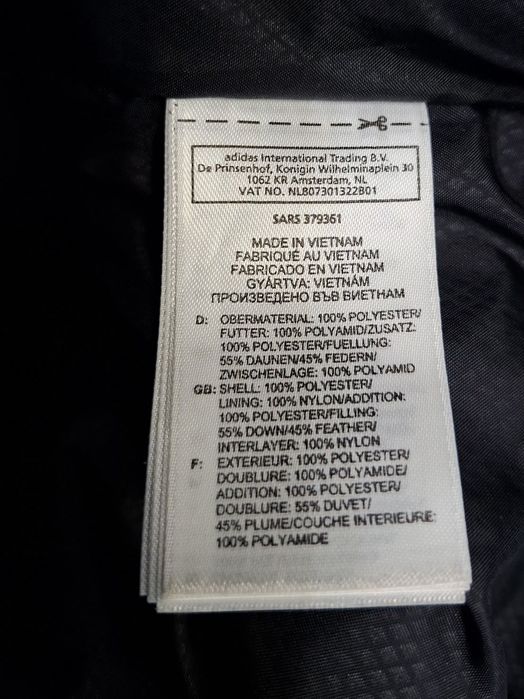 adidas International Trading B.V.
De Prinsenhof, Konigin Wilhelminaplein 30
1062 KR Amsterdam, NL
VAT NO. NL807301322B01
SARS 379361
MADE IN VIETNAM
FABRIQUÉ AU VIETNAM
FABRICADO EN VIETNAM
GYÁRTVA: VIETNÁM
ПРОИЗВЕДЕНО ВЪВ ВИЕТНАМ
D: OBERMATERIAL: 100% POLYESTER/
FUTTER: 100% POLYAMID/ZUSATZ:
100% POLYESTER/FUELLUNG:
55% DAUNEN/45% FEDERN/
ZWISCHENLAGE: 100% POLYAMID
GB: SHELL: 100% POLYESTER/
LINING: 100% NYLON/ADDITION:
100% POLYESTER/FILLING:
55% DOWN/45% FEATHER/
INTERLAYER: 100% NYLON
F: EXTERIEUR: 100% POLYESTER/
DOUBLURE: 100% POLYAMIDE/
ADDITION: 100% POLYESTER/
DOUBLURE: 55% DUVET/
45% PLUME/COUCHE INTERIEURE:
100% POLYAMIDE